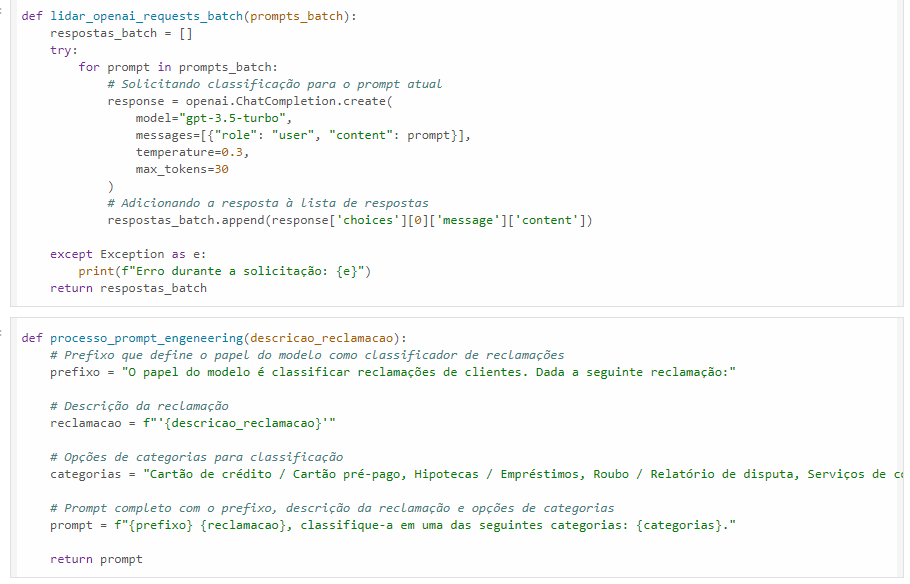 def lidar_openai_requests_batch(prompts_batch):
    respostas_batch = []
    try:
        for prompt in prompts_batch:
            # Solicitando classificação para o prompt atual
            response = openai.ChatCompletion.create(
                model="gpt-3.5-turbo",
                messages=[{"role": "user", "content": prompt}],
                temperature=0.3,
                max_tokens=30
            )
            # Adicionando a resposta à lista de respostas
            respostas_batch.append(response['choices'][0]['message']['content'])
    except Exception as e:
        print(f"Erro durante a solicitação: {e}")
    return respostas_batch
def processo_prompt_engeneering(descricao_reclamacao):
    # Prefixo que define o papel do modelo como classificador de reclamações
    prefixo = "O papel do modelo é classificar reclamações de clientes. Dada a seguinte reclamação:"
    # Descrição da reclamação
    reclamacao = f"'{descricao_reclamacao}'"
    # Opções de categorias para classificação
    categorias = "Cartão de crédito / Cartão pré-pago, Hipotecas / Empréstimos, Roubo / Relatório de disputa, Serviços de
    # Prompt completo com o prefixo, descrição da reclamação e opções de categorias
    prompt = f"{prefixo} {reclamacao}, classifique-a em uma das seguintes categorias: {categorias}."
    return prompt